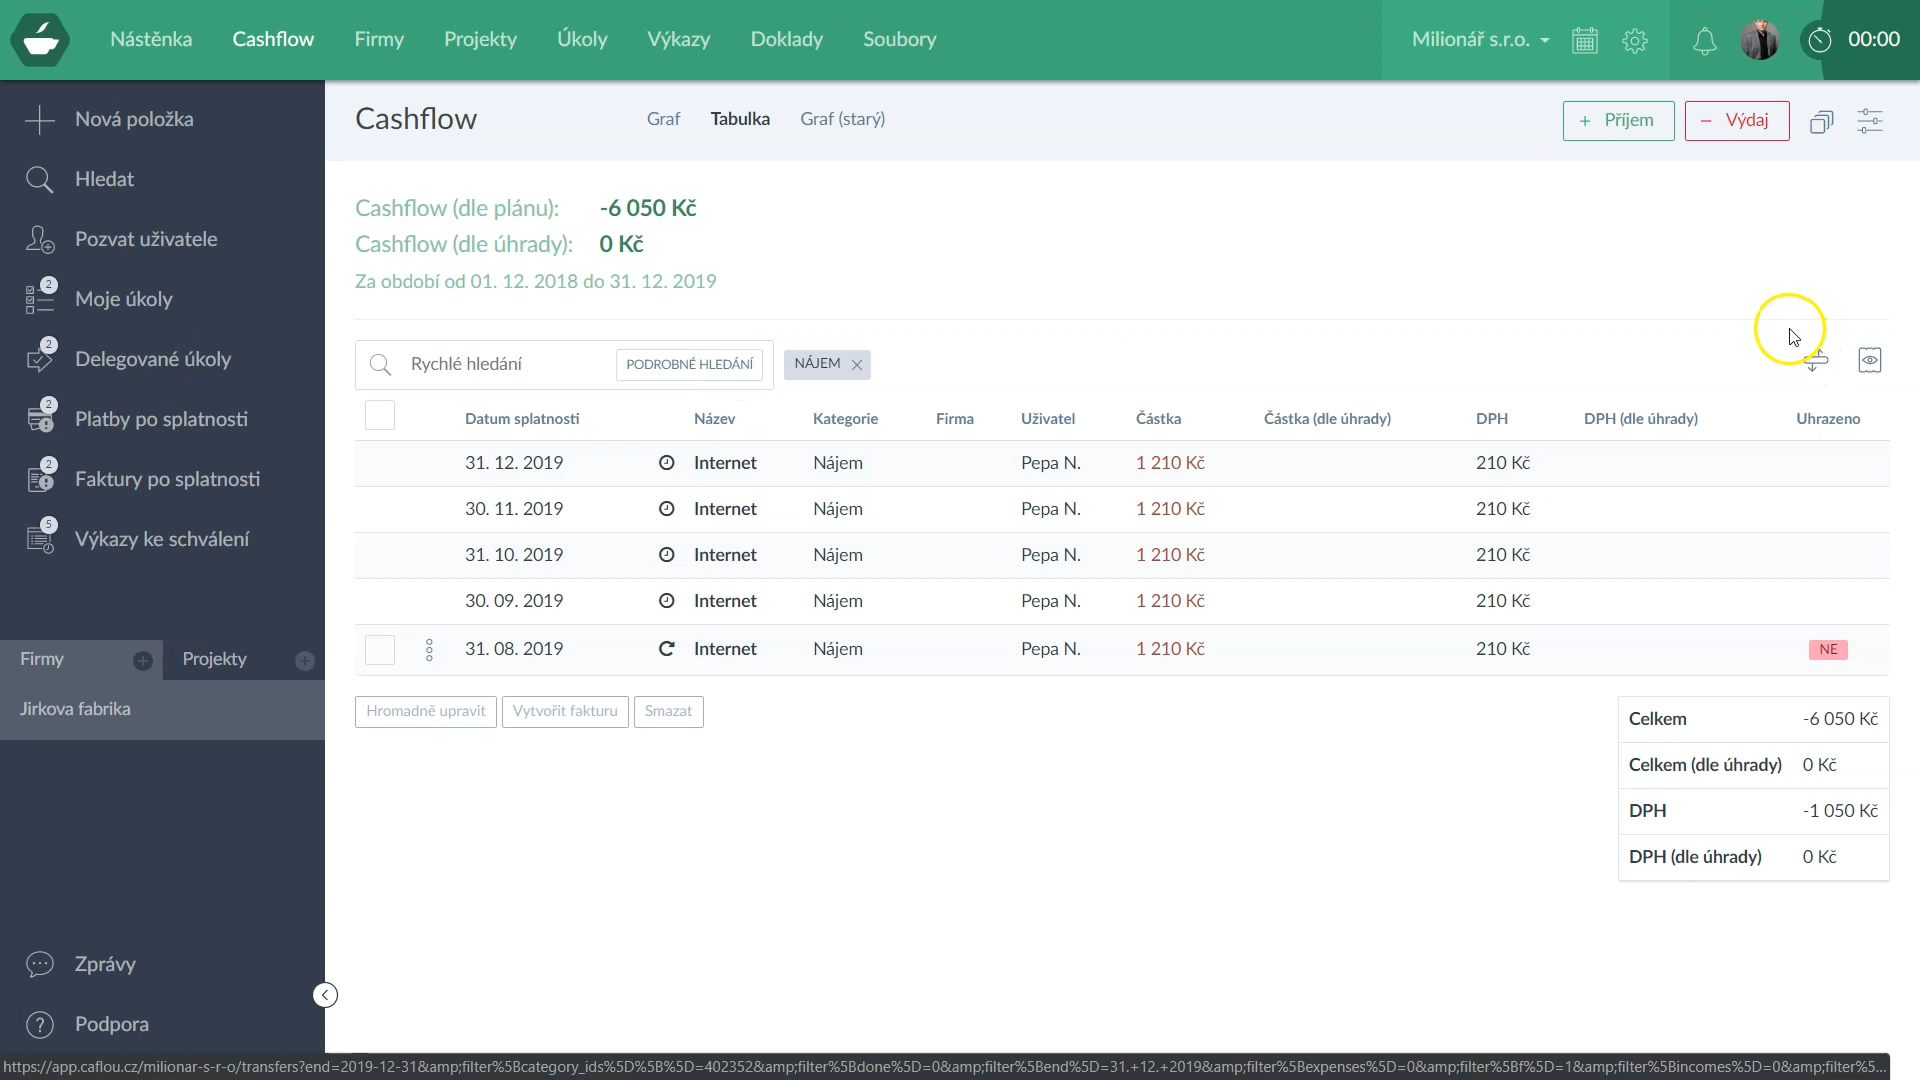 Nástěnka Cashflow Firmy Projekty Úkoly Výkazy Doklady Soubory Milionář s.r.o. 00:00
Nová položka
Hledat
Pozvat uživatele
2
Moje úkoly
2
Delegované úkoly
2
Platby po splatnosti
2
Faktury po splatnosti
5
Výkazy ke schválení
Firmy Projekty
Jirkova fabrika
Zprávy
Podpora
Cashflow Graf Tabulka Graf (starý) + Příjem − Výdaj
Cashflow (dle plánu): -6 050 Kč
Cashflow (dle úhrady): 0 Kč
Za období od 01. 12. 2018 do 31. 12. 2019
Rychlé hledání PODROBNÉ HLEDÁNÍ NÁJEM
Datum splatnosti Název Kategorie Firma Uživatel Částka Částka (dle úhrady) DPH DPH (dle úhrady) Uhrazeno
31. 12. 2019 Internet Nájem Pepa N. 1 210 Kč 210 Kč
30. 11. 2019 Internet Nájem Pepa N. 1 210 Kč 210 Kč
31. 10. 2019 Internet Nájem Pepa N. 1 210 Kč 210 Kč
30. 09. 2019 Internet Nájem Pepa N. 1 210 Kč 210 Kč
31. 08. 2019 Internet Nájem Pepa N. 1 210 Kč 210 Kč NE
Hromadně upravit Vytvořit fakturu Smazat
Celkem -6 050 Kč
Celkem (dle úhrady) 0 Kč
DPH -1 050 Kč
DPH (dle úhrady) 0 Kč
https://app.caflou.cz/milionar-s-r-o/transfers?end=2019-12-31&amp;filter%5Bcategory_ids%5D%5B%5D=402352&amp;filter%5Bdone%5D=0&amp;filter%5Bend%5D=31.+12.+2019&amp;filter%5Bexpenses%5D=0&amp;filter%5Bf%5D=1&amp;filter%5Bincomes%5D=0&amp;filter%5...